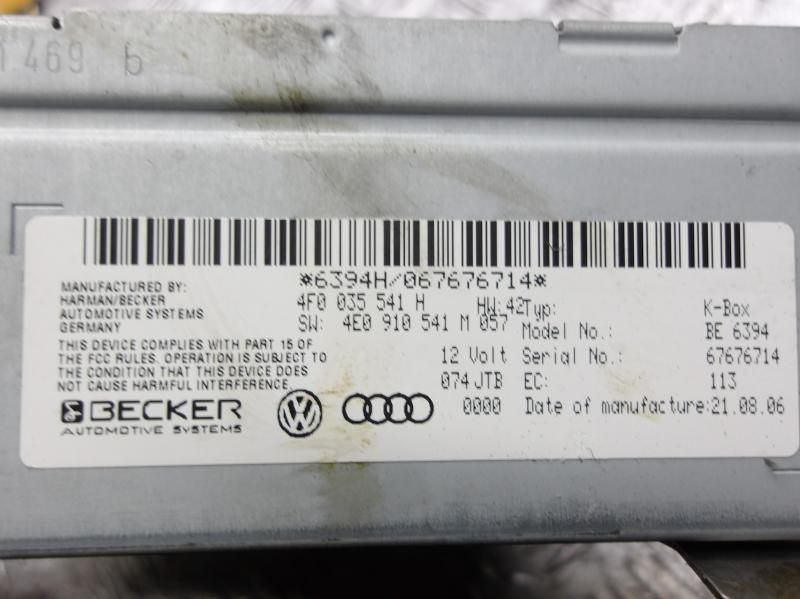 1469 b
*6394H/067676714*
MANUFACTURED BY:
HARMAN/BECKER
AUTOMOTIVE SYSTEMS
GERMANY
4F0 035 541 H HW:42 Typ: K-Box
SW: 4E0 910 541 M 057 Model No.: BE 6394
THIS DEVICE COMPLIES WITH PART 15 OF
THE FCC RULES. OPERATION IS SUBJECT TO
THE CONDITION THAT THIS DEVICE DOES
NOT CAUSE HARMFUL INTERFERENCE.
12 Volt Serial No.: 67676714
074 JTB EC: 113
0000 Date of manufacture:21.08.06
BECKER
AUTOMOTIVE SYSTEMS
VW